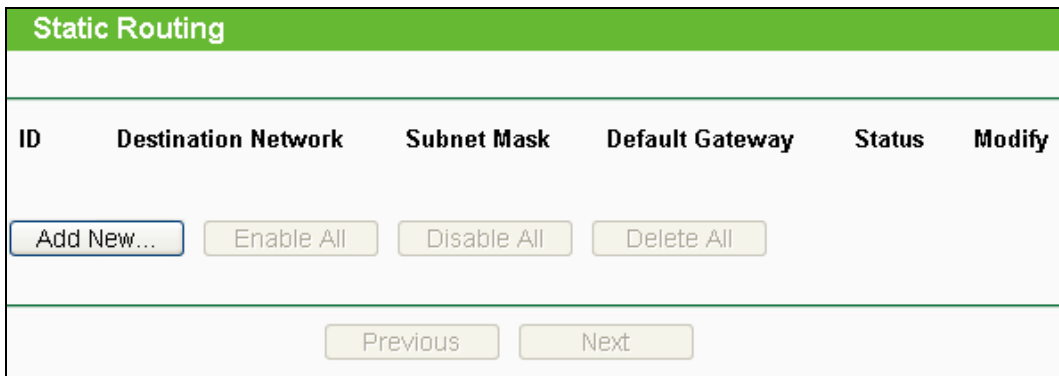 Static Routing
ID Destination Network Subnet Mask Default Gateway Status Modify
Add New... Enable All Disable All Delete All
Previous Next